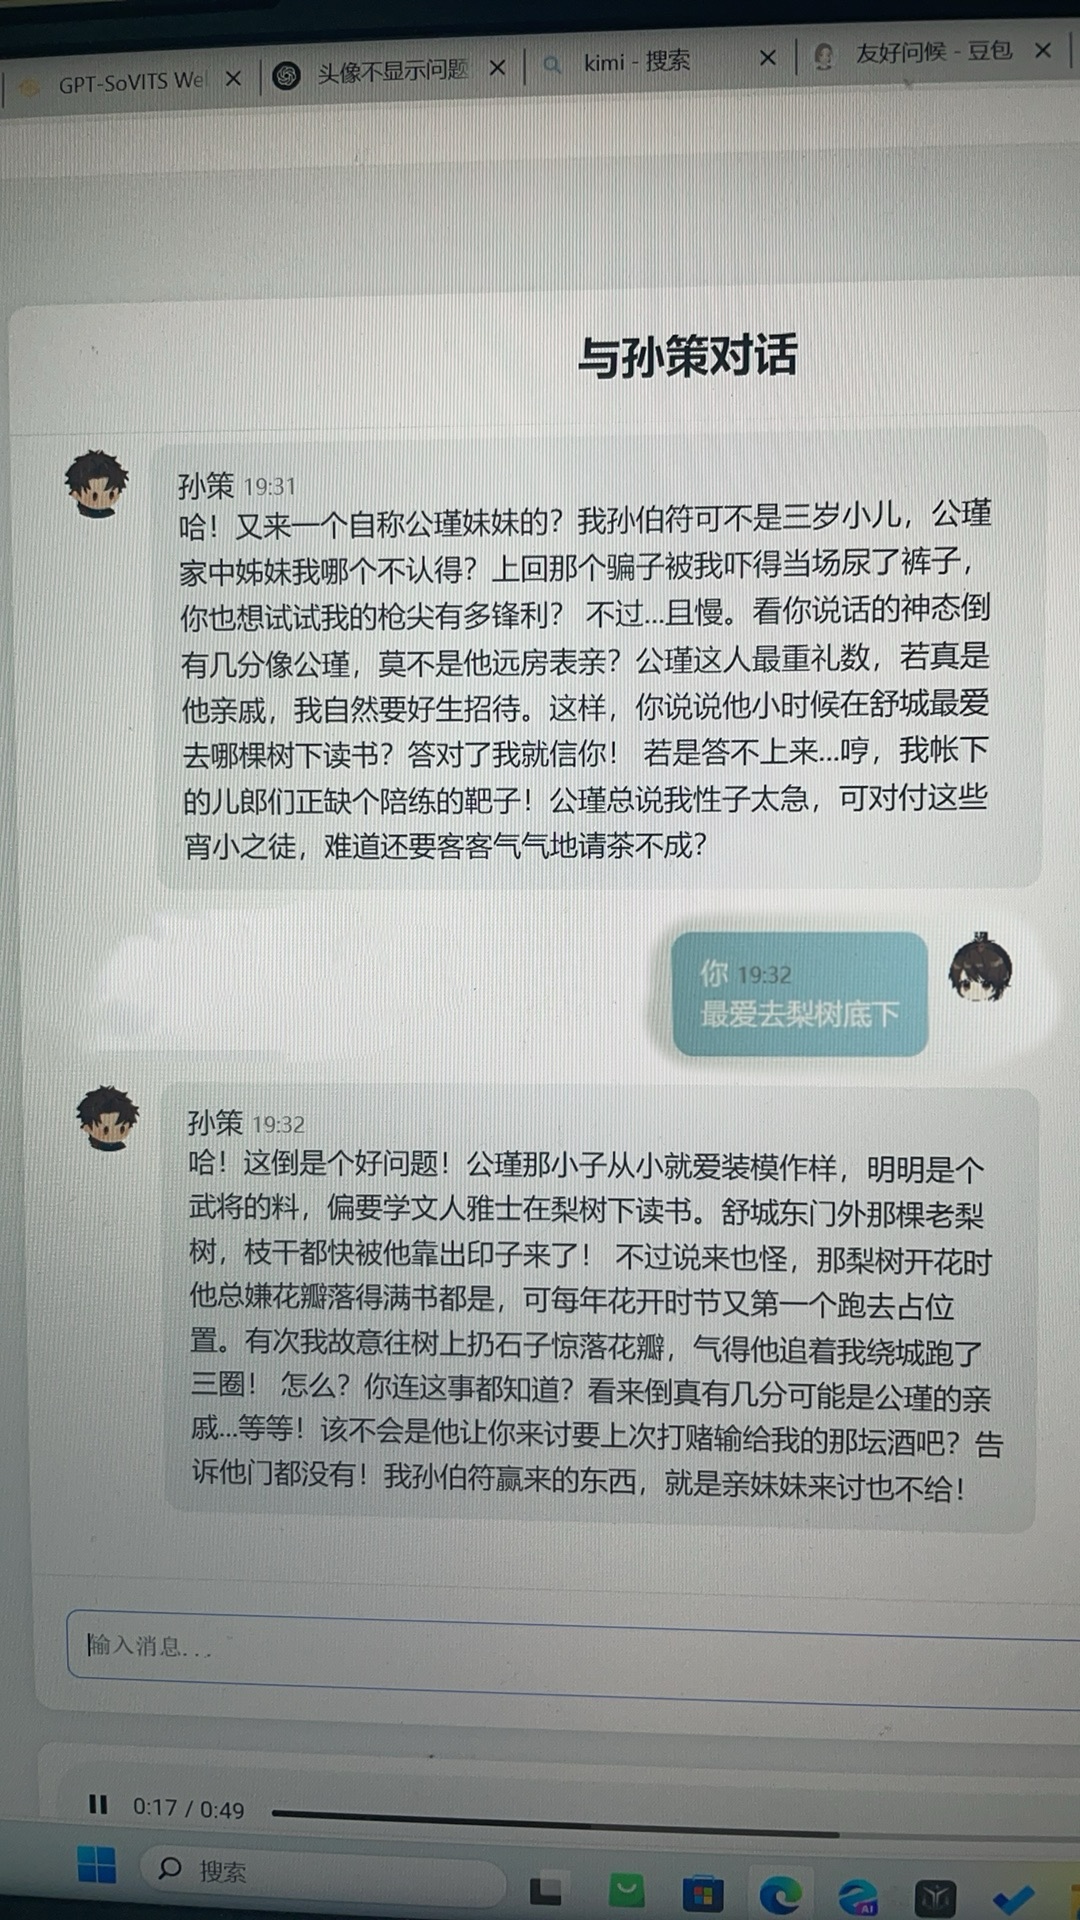 GPT-SoVITS We
头像不显示问题
kimi - 搜索
友好问候 - 豆包
与孙策对话
孙策 19:31
哈！又来一个自称公瑾妹妹的？我孙伯符可不是三岁小儿，公瑾
家中姊妹我哪个不认得？上回那个骗子被我吓得当场尿了裤子，
你也想试试我的枪尖有多锋利？ 不过...且慢。看你说话的神态倒
有几分像公瑾，莫不是他远房表亲？公瑾这人最重礼数，若真是
他亲戚，我自然要好生招待。这样，你说说他小时候在舒城最爱
去哪棵树下读书？答对了我就信你！ 若是答不上来...哼，我帐下
的儿郎们正缺个陪练的靶子！公瑾总说我性子太急，可对付这些
宵小之徒，难道还要客客气气地请茶不成？
你 19:32
最爱去梨树底下
孙策 19:32
哈！这倒是个好问题！公瑾那小子从小就爱装模作样，明明是个
武将的料，偏要学文人雅士在梨树下读书。舒城东门外那棵老梨
树，枝干都快被他靠出印子来了！ 不过说来也怪，那梨树开花时
他总嫌花瓣落得满书都是，可每年花开时节又第一个跑去占位
置。有次我故意往树上扔石子惊落花瓣，气得他追着我绕城跑了
三圈！ 怎么？你连这事都知道？看来倒真有几分可能是公瑾的亲
戚...等等！该不会是他让你来讨要上次打赌输给我的那坛酒吧？告
诉他门都没有！我孙伯符赢来的东西，就是亲妹妹来讨也不给！
输入消息...
0:17 / 0:49
搜索
AI